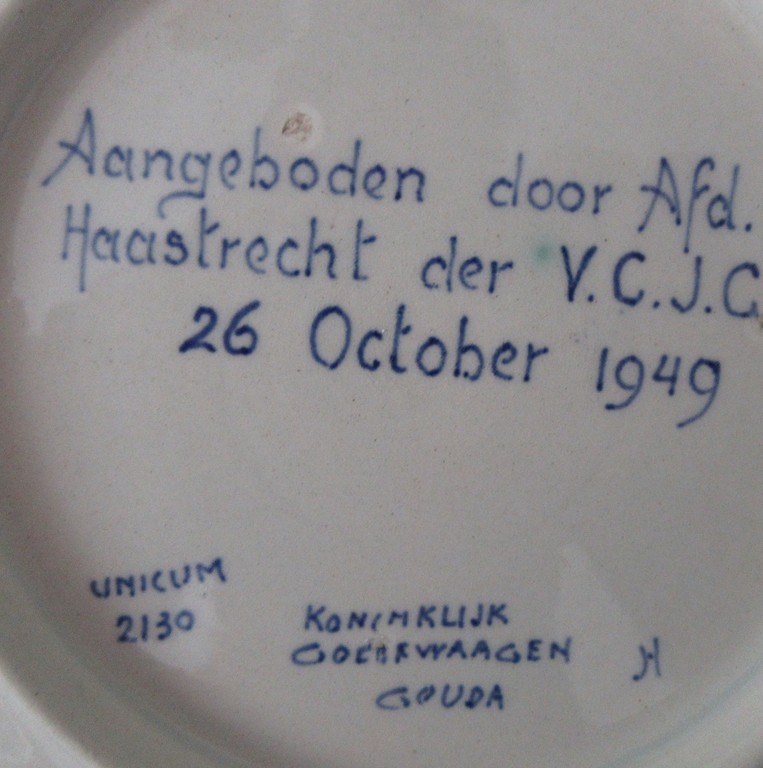 Aangeboden door Afd.
Haastrecht der V.C.J.C
26 October 1949
UNICUM
2130
KONINKLIJK
GOEDEWAAGEN
GOUDA
H